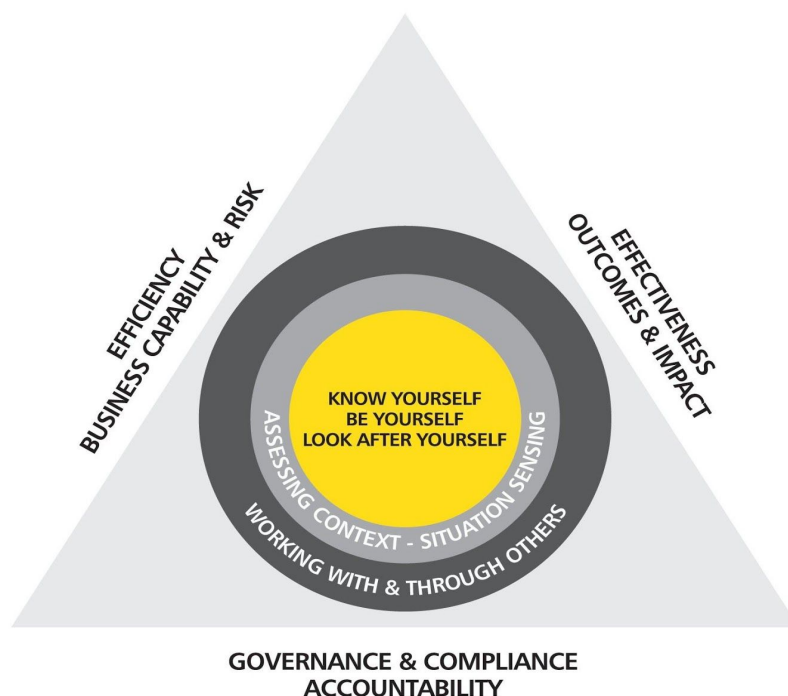 EFFICIENCY
BUSINESS CAPABILITY & RISK
EFFECTIVENESS
OUTCOMES & IMPACT
KNOW YOURSELF
BE YOURSELF
LOOK AFTER YOURSELF
ASSESSING CONTEXT - SITUATION SENSING
WORKING WITH & THROUGH OTHERS
GOVERNANCE & COMPLIANCE
ACCOUNTABILITY